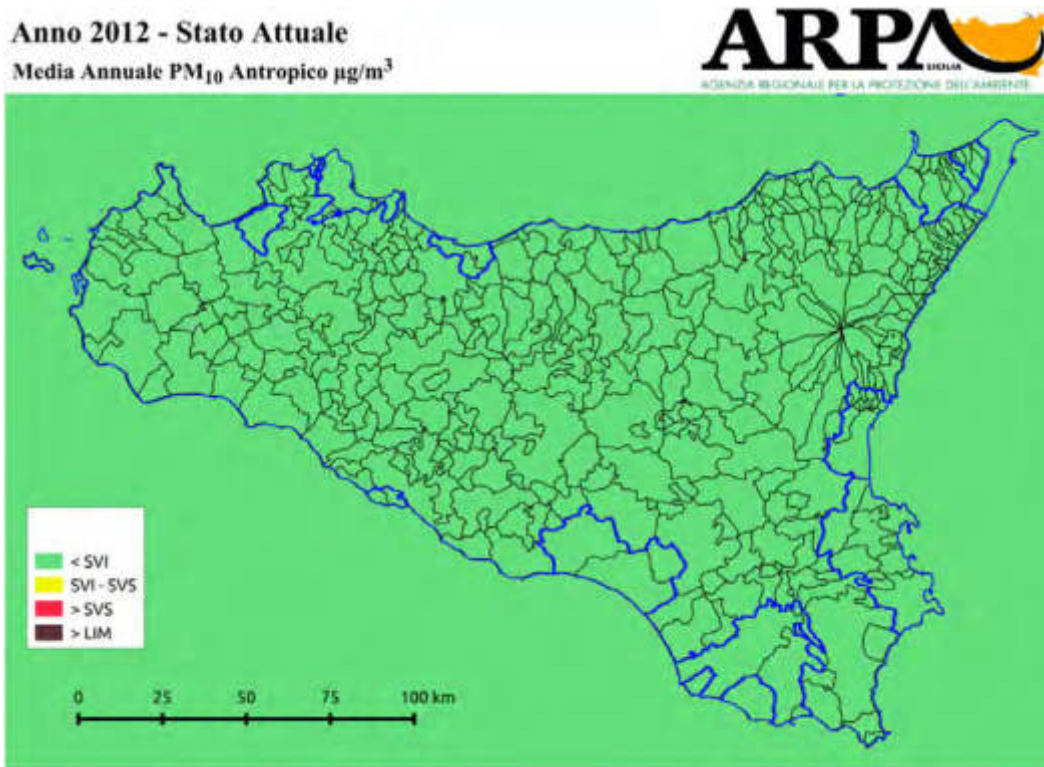 Anno 2012 - Stato Attuale
Media Annuale PM10 Antropico µg/m³
ARPA
SICILIA
AGENZIA REGIONALE PER LA PROTEZIONE DELL'AMBIENTE
< SVI
SVI - SVS
> SVS
> LIM
0 25 50 75 100 km